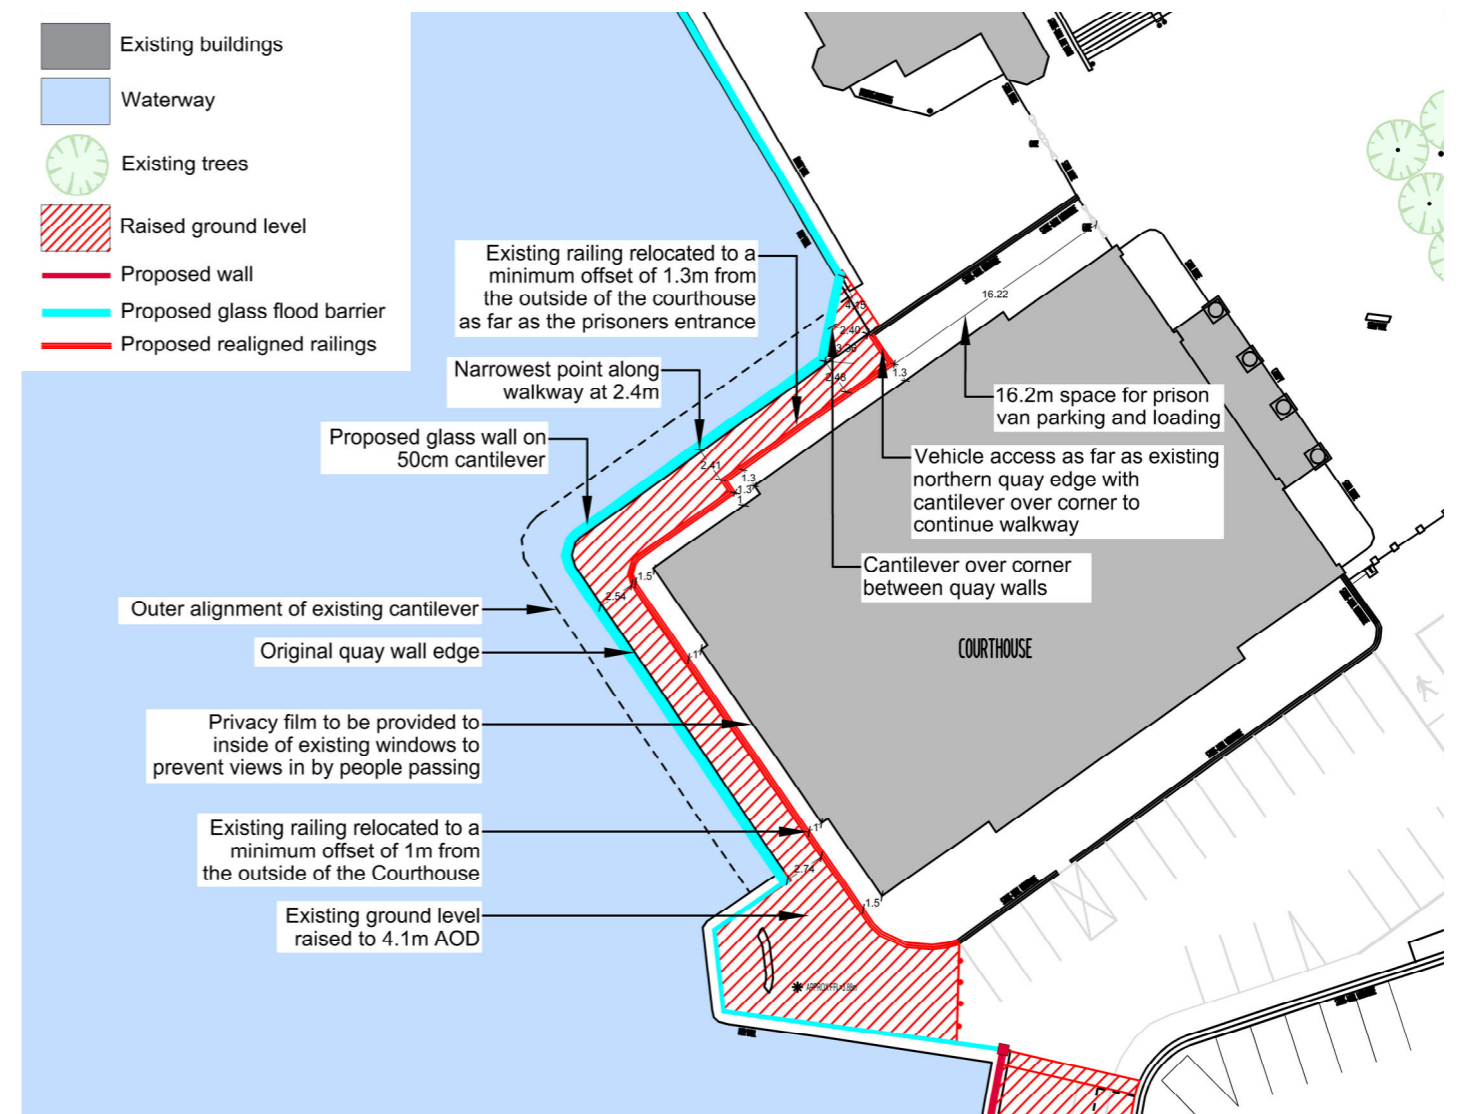 Existing buildings
Waterway
Existing trees
Raised ground level
Proposed wall
Proposed glass flood barrier
Proposed realigned railings
Existing railing relocated to a
minimum offset of 1.3m from
the outside of the courthouse
as far as the prisoners entrance
Narrowest point along
walkway at 2.4m
Proposed glass wall on
50cm cantilever
Outer alignment of existing cantilever
Original quay wall edge
Privacy film to be provided to
inside of existing windows to
prevent views in by people passing
Existing railing relocated to a
minimum offset of 1m from
the outside of the Courthouse
Existing ground level
raised to 4.1m AOD
16.2m space for prison
van parking and loading
Vehicle access as far as existing
northern quay edge with
cantilever over corner to
continue walkway
Cantilever over corner
between quay walls
COURTHOUSE
16.22
4.15
2.40
3.36
2.48
1.3
2.41
1.3
1.3
1
1.5
2.54
1
1
2.74
1.5